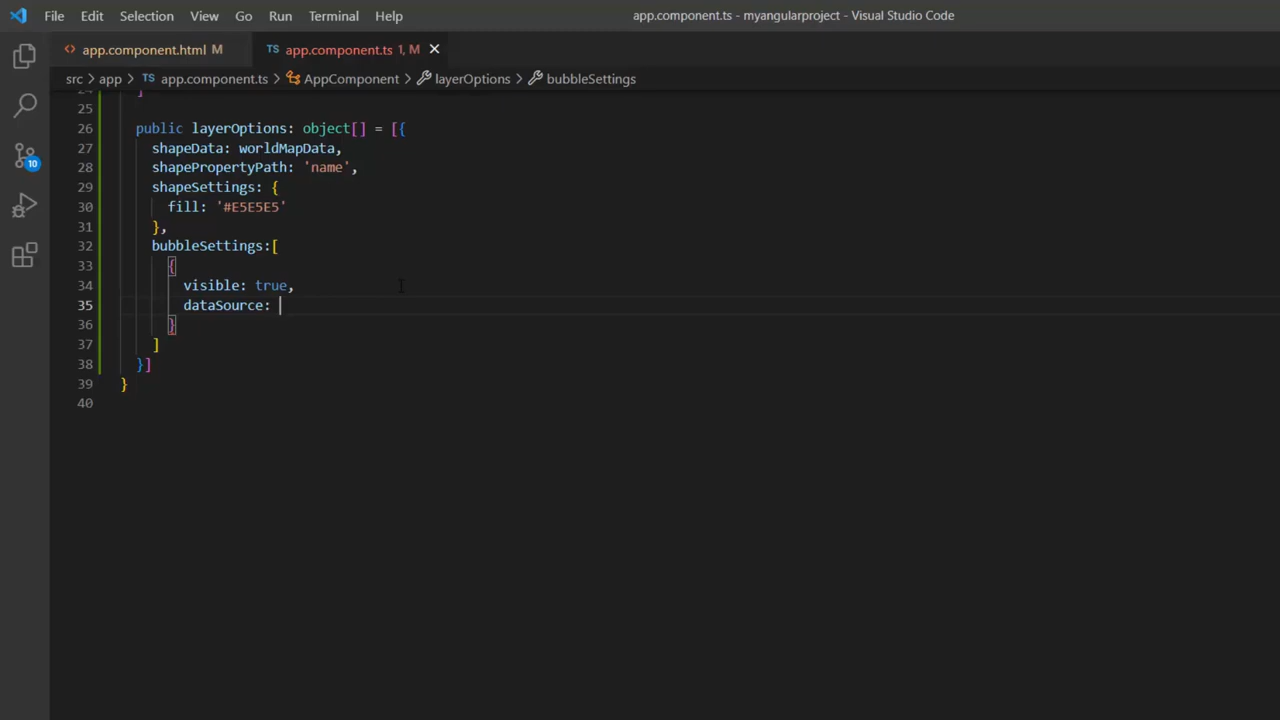 File Edit Selection View Go Run Terminal Help app.component.ts - myangularproject - Visual Studio Code
app.component.html M app.component.ts 1, M
src > app > TS app.component.ts > AppComponent > layerOptions > bubbleSettings
24 ]
25
26 public layerOptions: object[] = [{
27 shapeData: worldMapData,
28 shapePropertyPath: 'name',
29 shapeSettings: {
30 fill: '#E5E5E5'
31 },
32 bubbleSettings:[
33 {
34 visible: true,
35 dataSource:
36 }
37 ]
38 }]
39 }
40
10